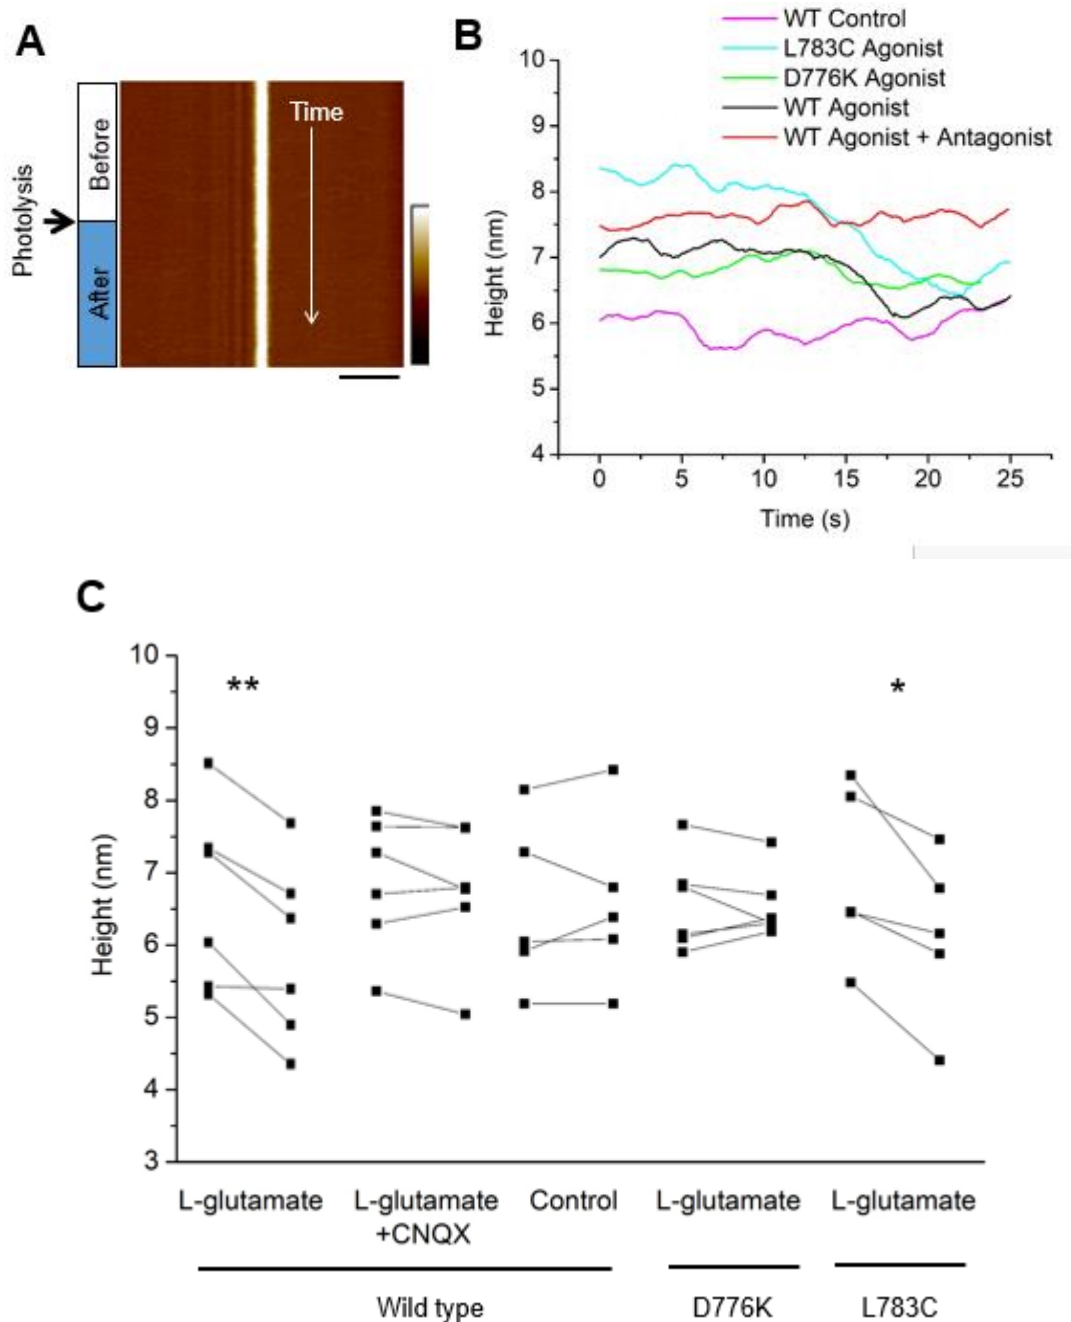 A
Photolysis
Before
After
Time
B
WT Control
L783C Agonist
D776K Agonist
WT Agonist
WT Agonist + Antagonist
10
9
8
7
6
5
4
Height (nm)
0 5 10 15 20 25
Time (s)
C
10
9
8
7
6
5
4
3
Height (nm)
** *
L-glutamate L-glutamate Control L-glutamate L-glutamate
+CNQX
Wild type D776K L783C